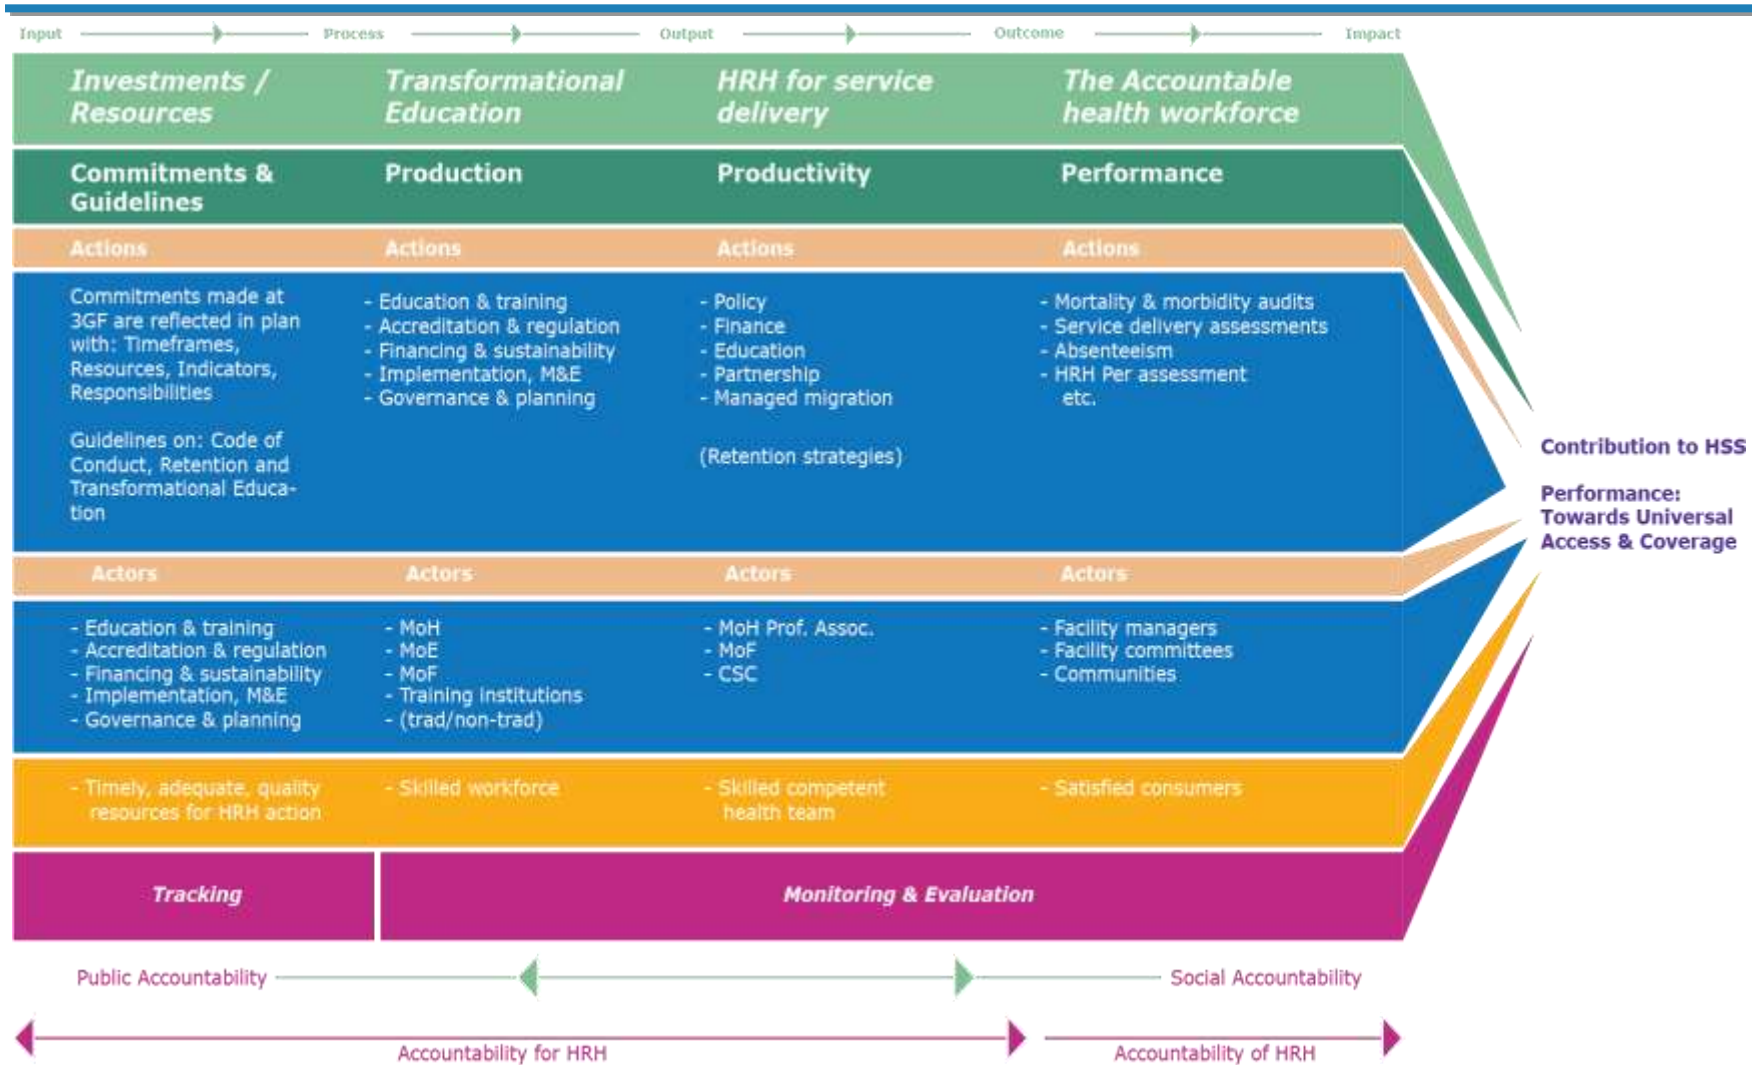 Input Process Output Outcome Impact
Investments / Resources
Transformational Education
HRH for service delivery
The Accountable health workforce
Commitments & Guidelines
Production
Productivity
Performance
Actions
Actions
Actions
Actions
Commitments made at
3GF are reflected in plan
with: Timeframes,
Resources, Indicators,
Responsibilities
Guidelines on: Code of
Conduct, Retention and
Transformational Educa-
tion
- Education & training
- Accreditation & regulation
- Financing & sustainability
- Implementation, M&E
- Governance & planning
- Policy
- Finance
- Education
- Partnership
- Managed migration
(Retention strategies)
- Mortality & morbidity audits
- Service delivery assessments
- Absenteeism
- HRH Per assessment
etc.
Actors
Actors
Actors
Actors
- Education & training
- Accreditation & regulation
- Financing & sustainability
- Implementation, M&E
- Governance & planning
- MoH
- MoE
- MoF
- Training institutions
- (trad/non-trad)
- MoH Prof. Assoc.
- MoF
- CSC
- Facility managers
- Facility committees
- Communities
- Timely, adequate, quality
resources for HRH action
- Skilled workforce
- Skilled competent
health team
- Satisfied consumers
Tracking
Monitoring & Evaluation
Contribution to HSS
Performance:
Towards Universal
Access & Coverage
Public Accountability
Social Accountability
Accountability for HRH
Accountability of HRH